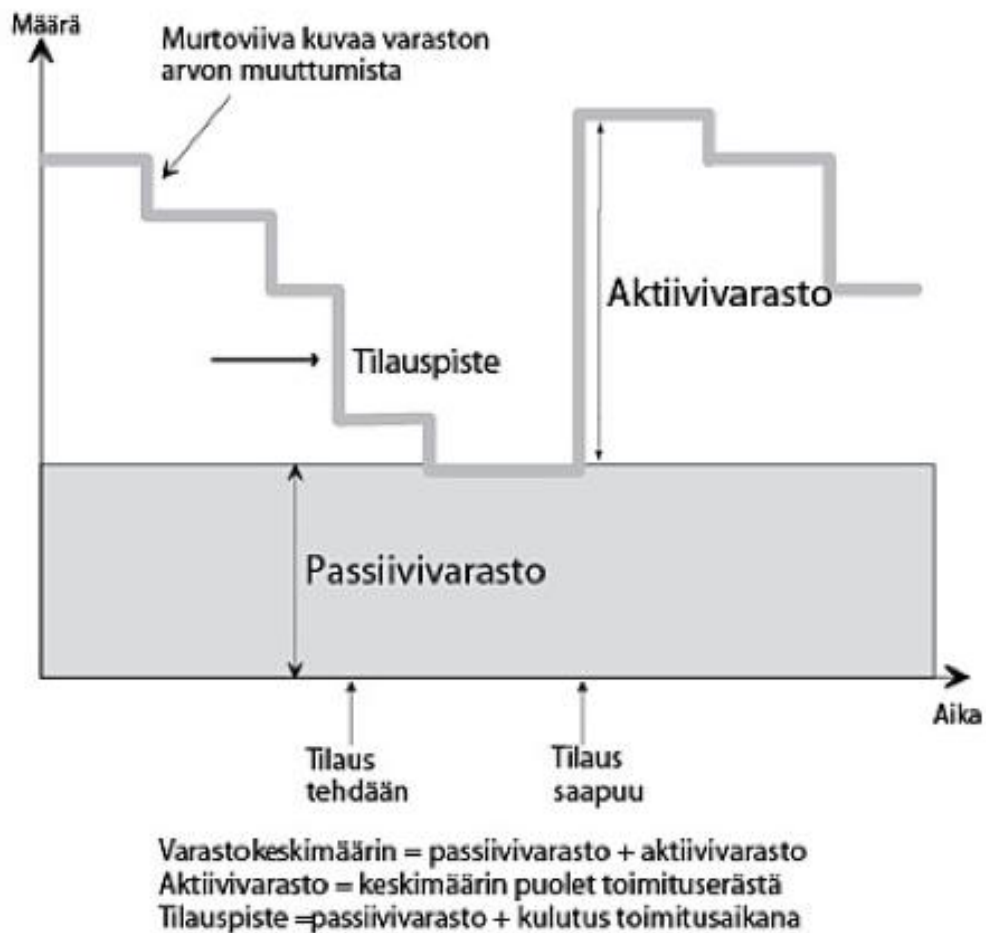 Määrä
Murtoviiva kuvaa varaston
arvon muuttumista
Aktiivivarasto
Tilauspiste
Passiivivarasto
Aika
Tilaus
tehdään
Tilaus
saapuu
Varastokeskimäärin = passiivivarasto + aktiivivarasto
Aktiivivarasto = keskimäärin puolet toimituserästä
Tilauspiste =passiivivarasto + kulutus toimitusaikana